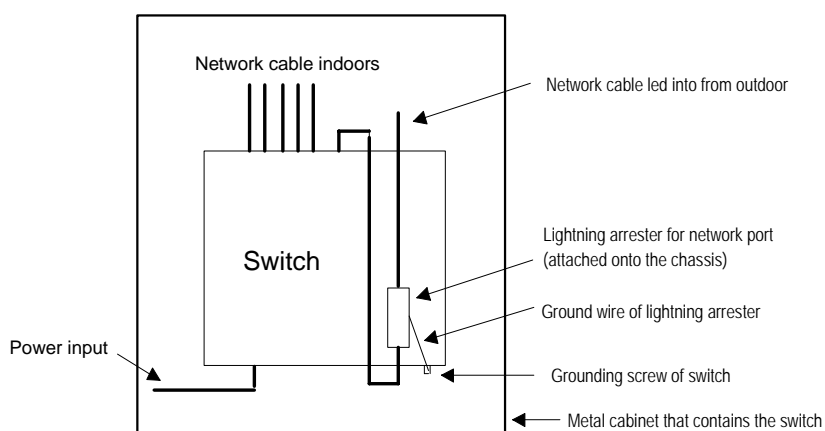 Network cable indoors
Network cable led into from outdoor
Switch
Lightning arrester for network port
(attached onto the chassis)
Ground wire of lightning arrester
Power input
Grounding screw of switch
Metal cabinet that contains the switch